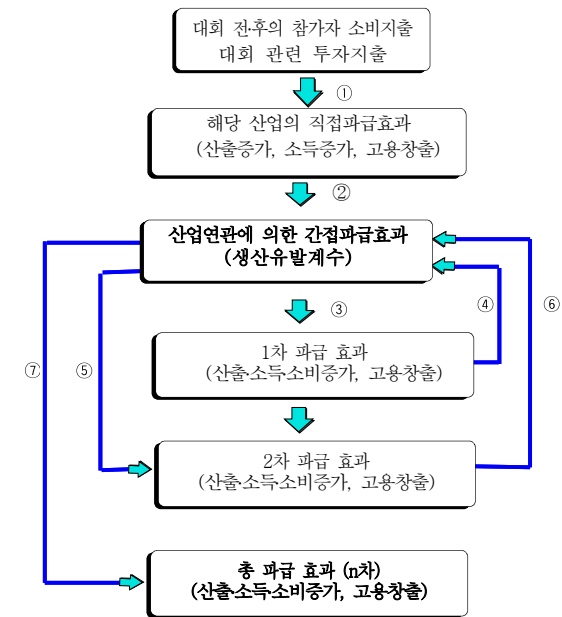 대회 전·후의 참가자 소비지출
대회 관련 투자지출
①
해당 산업의 직접파급효과
(산출증가, 소득증가, 고용창출)
②
산업연관에 의한 간접파급효과
(생산유발계수)
③
④
⑥
1차 파급 효과
(산출·소득·소비증가, 고용창출)
⑦
⑤
2차 파급 효과
(산출·소득·소비증가, 고용창출)
총 파급 효과 (n차)
(산출·소득·소비증가, 고용창출)